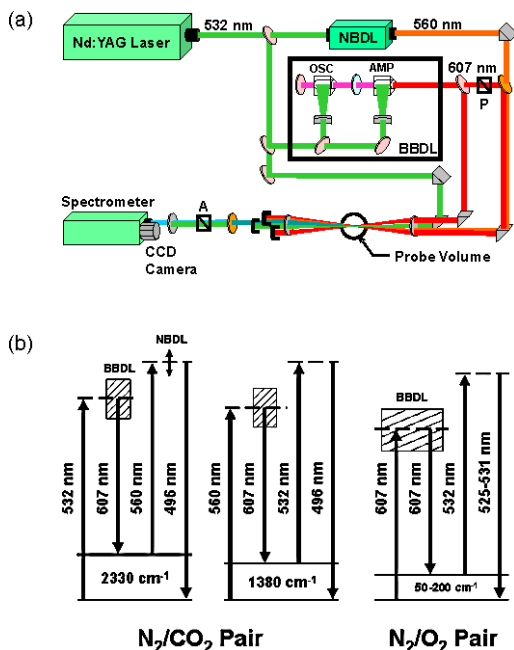 (a)
Nd:YAG Laser
532 nm
NBDL
560 nm
OSC
AMP
607 nm
P
BBDL
Spectrometer
A
CCD
Camera
Probe Volume
(b)
NBDL
BBDL
532 nm
607 nm
560 nm
496 nm
2330 cm-1
560 nm
607 nm
532 nm
496 nm
1380 cm-1
BBDL
607 nm
607 nm
532 nm
525-531 nm
50-200 cm-1
N2/CO2 Pair
N2/O2 Pair